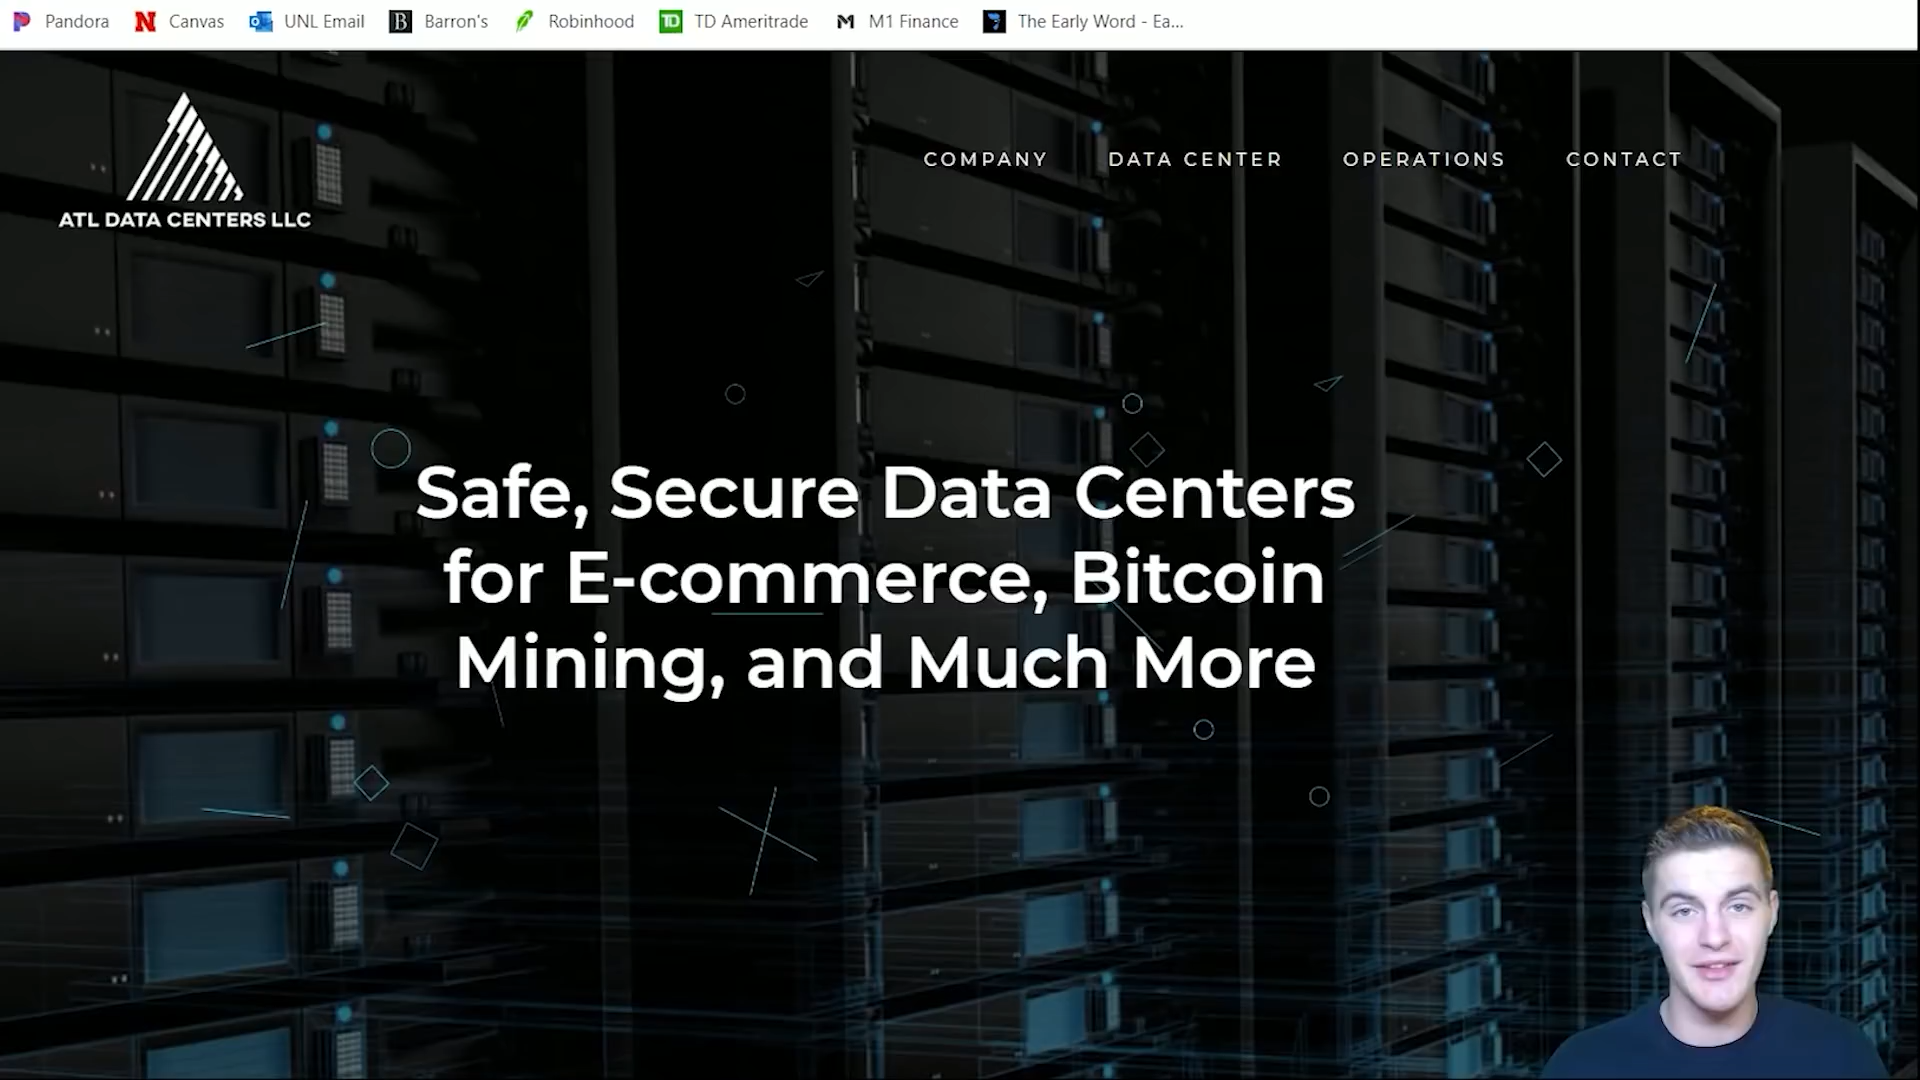 Pandora
Canvas
UNL Email
Barron's
Robinhood
TD Ameritrade
M1 Finance
The Early Word - Ea...
COMPANY
DATA CENTER
OPERATIONS
CONTACT
ATL DATA CENTERS LLC
Safe, Secure Data Centers
for E-commerce, Bitcoin
Mining, and Much More